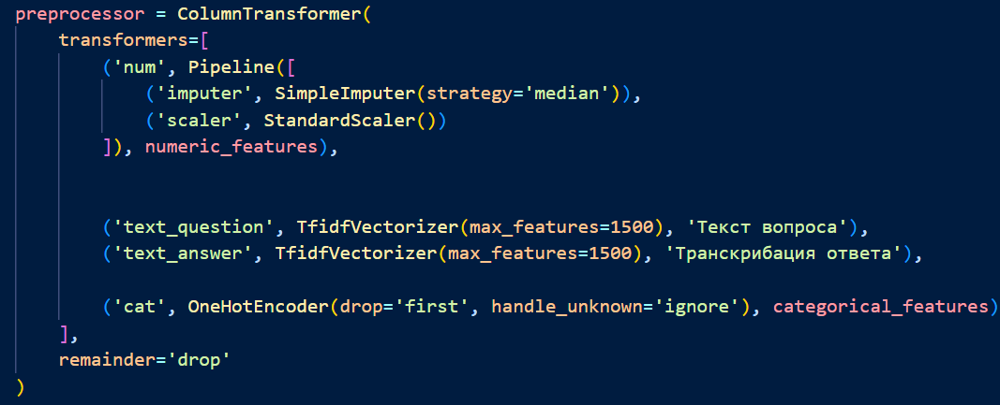 preprocessor = ColumnTransformer(
    transformers=[
        ('num', Pipeline([
            ('imputer', SimpleImputer(strategy='median')),
            ('scaler', StandardScaler())
        ]), numeric_features),
        ('text_question', TfidfVectorizer(max_features=1500), 'Текст вопроса'),
        ('text_answer', TfidfVectorizer(max_features=1500), 'Транскрибация ответа'),
        ('cat', OneHotEncoder(drop='first', handle_unknown='ignore'), categorical_features)
    ],
    remainder='drop'
)